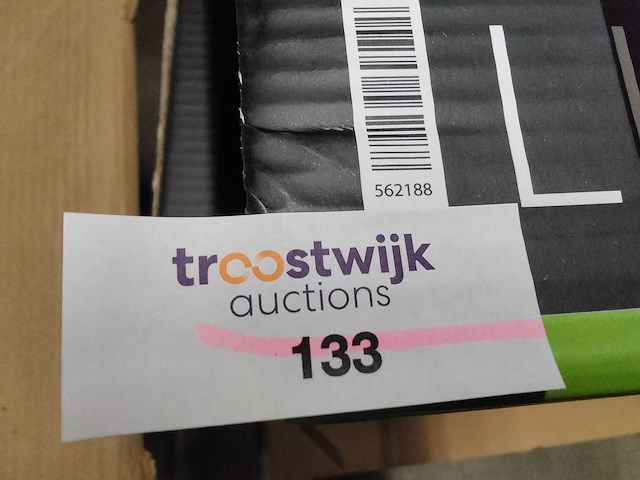 562188
L
troostwijk
auctions
133